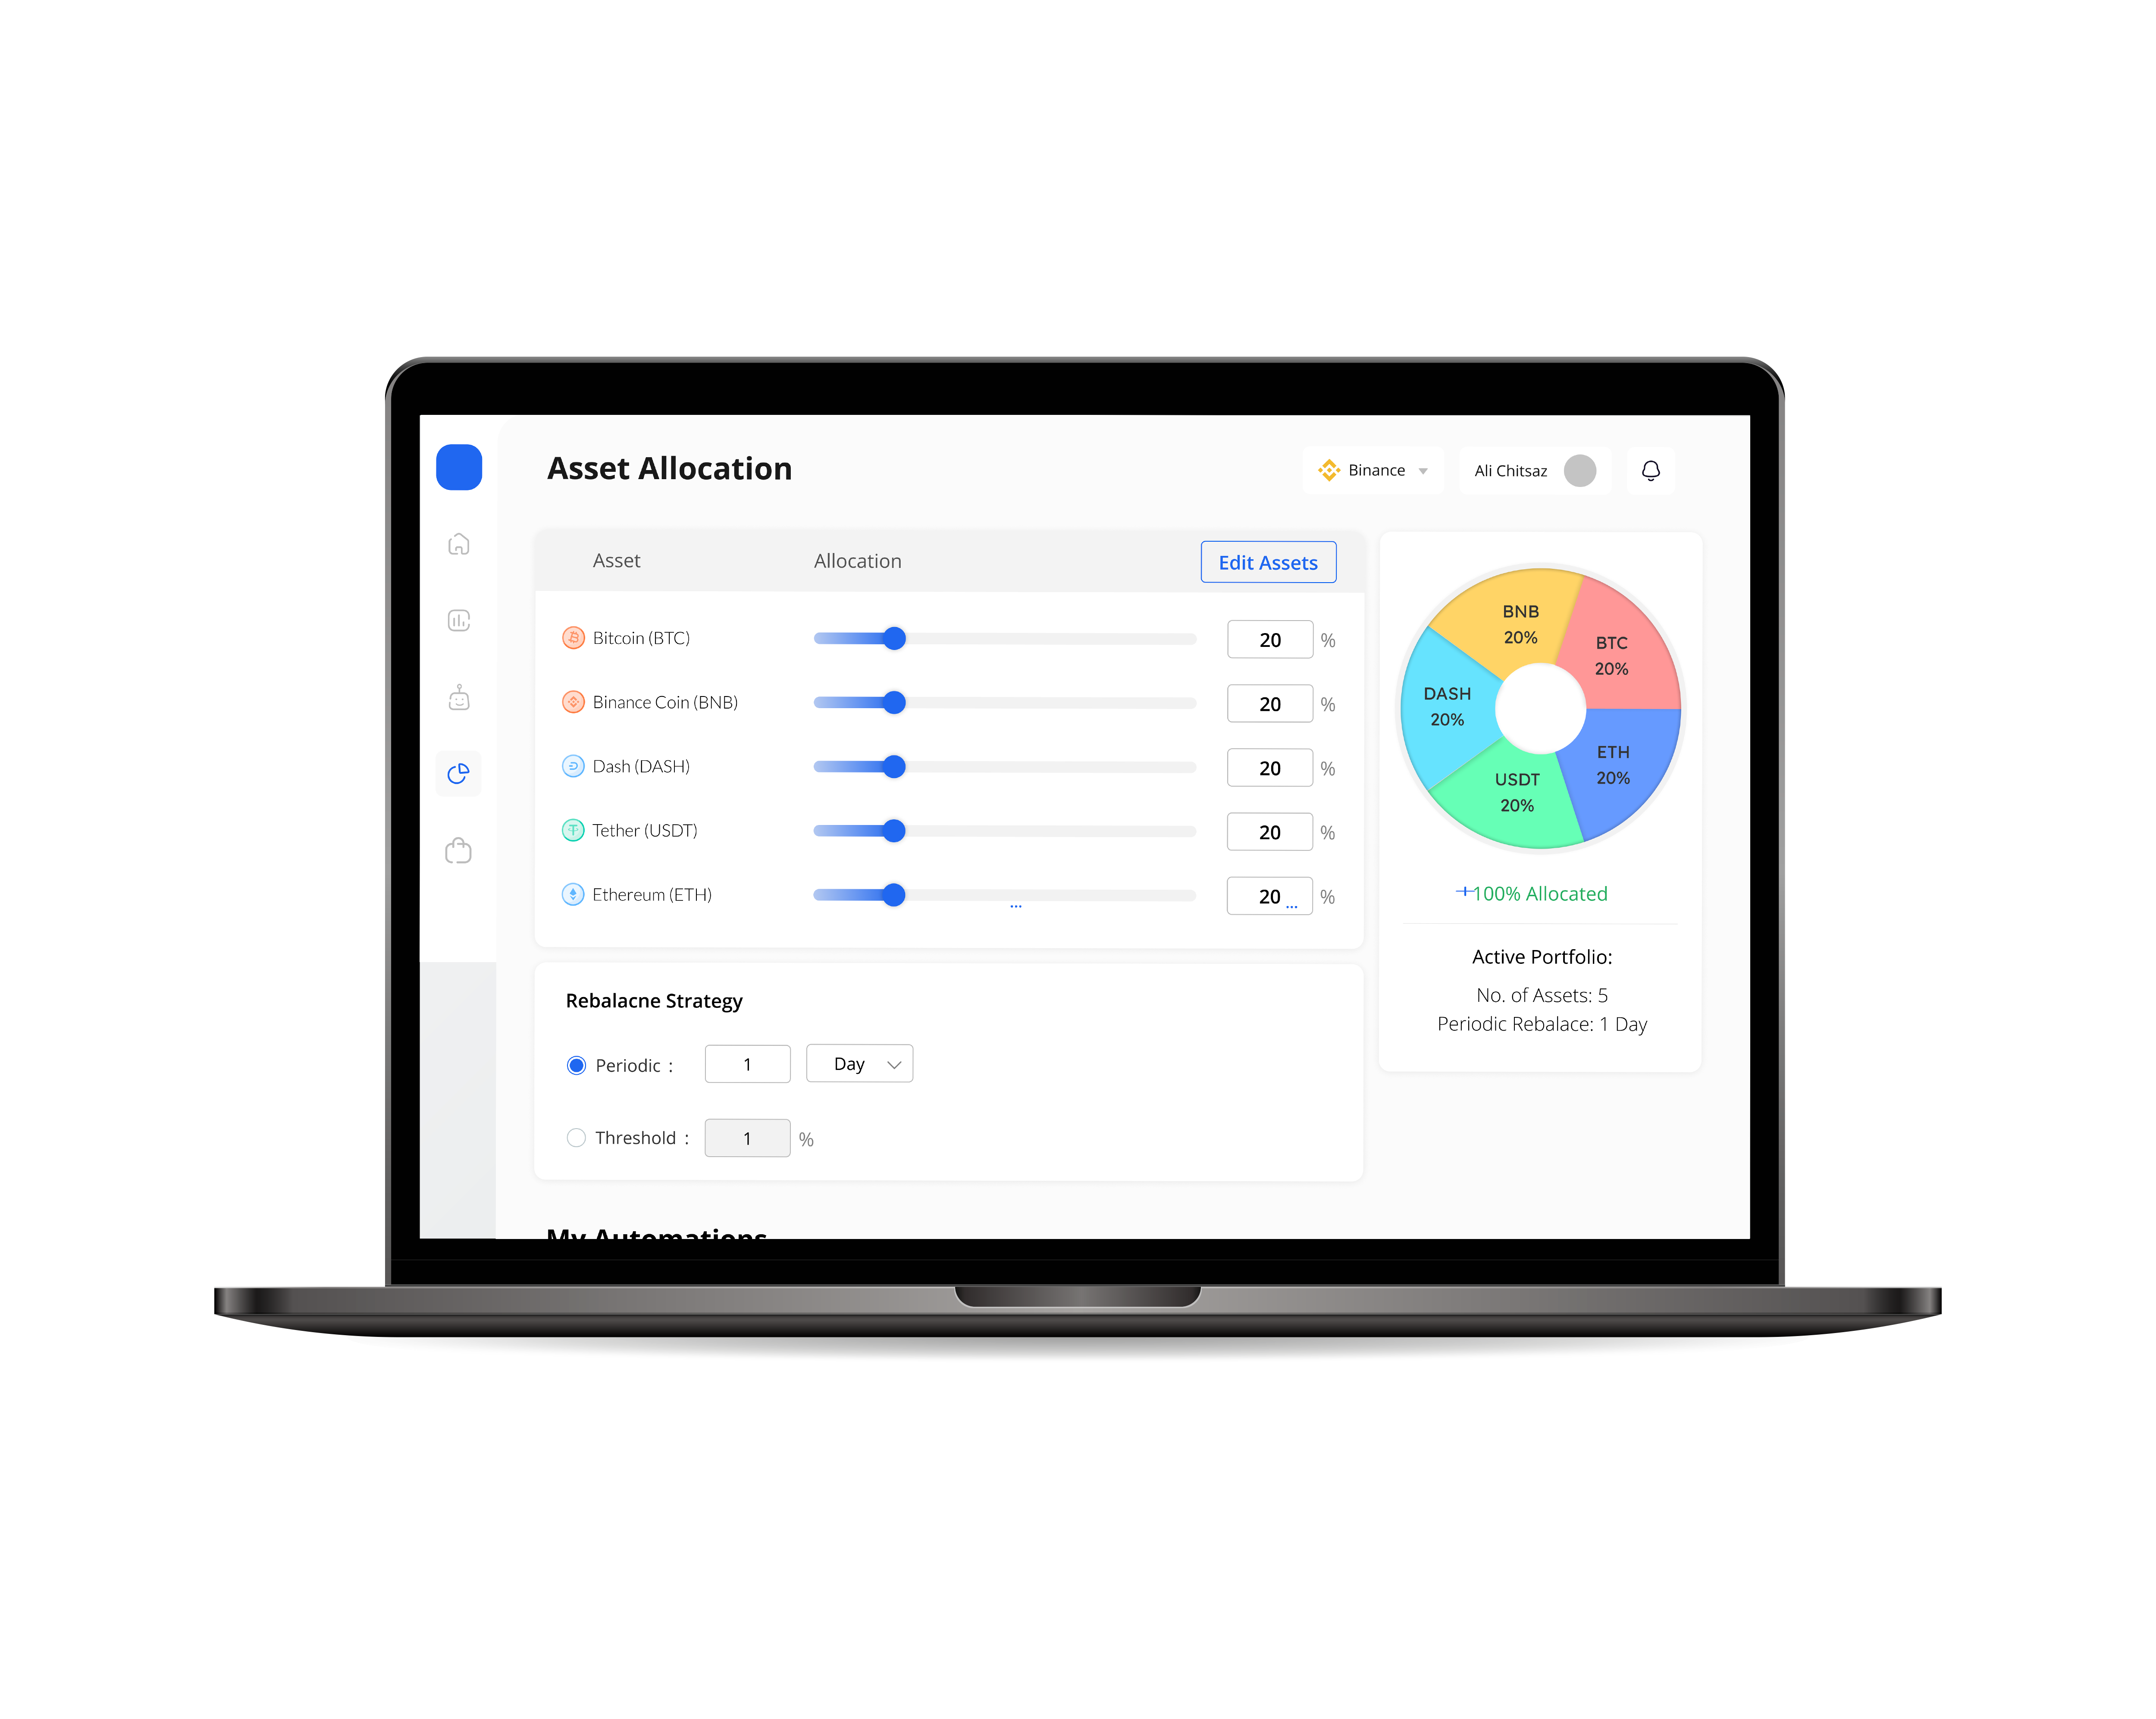 Asset Allocation
Binance
Ali Chitsaz
Asset Allocation Edit Assets
Bitcoin (BTC) 20 %
Binance Coin (BNB) 20 %
Dash (DASH) 20 %
Tether (USDT) 20 %
Ethereum (ETH) ... 20 ... %
BNB
20%
BTC
20%
DASH
20%
ETH
20%
USDT
20%
+100% Allocated
Active Portfolio:
No. of Assets: 5
Periodic Rebalace: 1 Day
Rebalacne Strategy
Periodic : 1 Day
Threshold : 1 %
My Automations